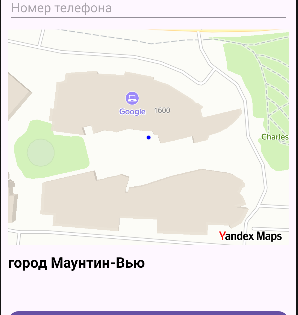 Номер телефона
Google
1600
Charles
Yandex Maps
город Маунтин-Вью